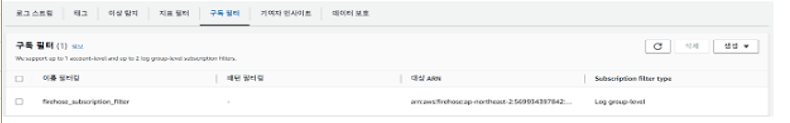 로그 스트림 태그 이상 탐지 지표 필터 구독 필터 기여자 인사이트 데이터 보호
구독 필터 (1) 정보
삭제 생성
We support up to 1 account-level and up to 2 log group-level subscription filters.
이름 필터링 패턴 필터링 대상 ARN Subscription filter type
firehose_subscription_filter - arn:aws:firehose:ap-northeast-2:569934397842:... Log group-level